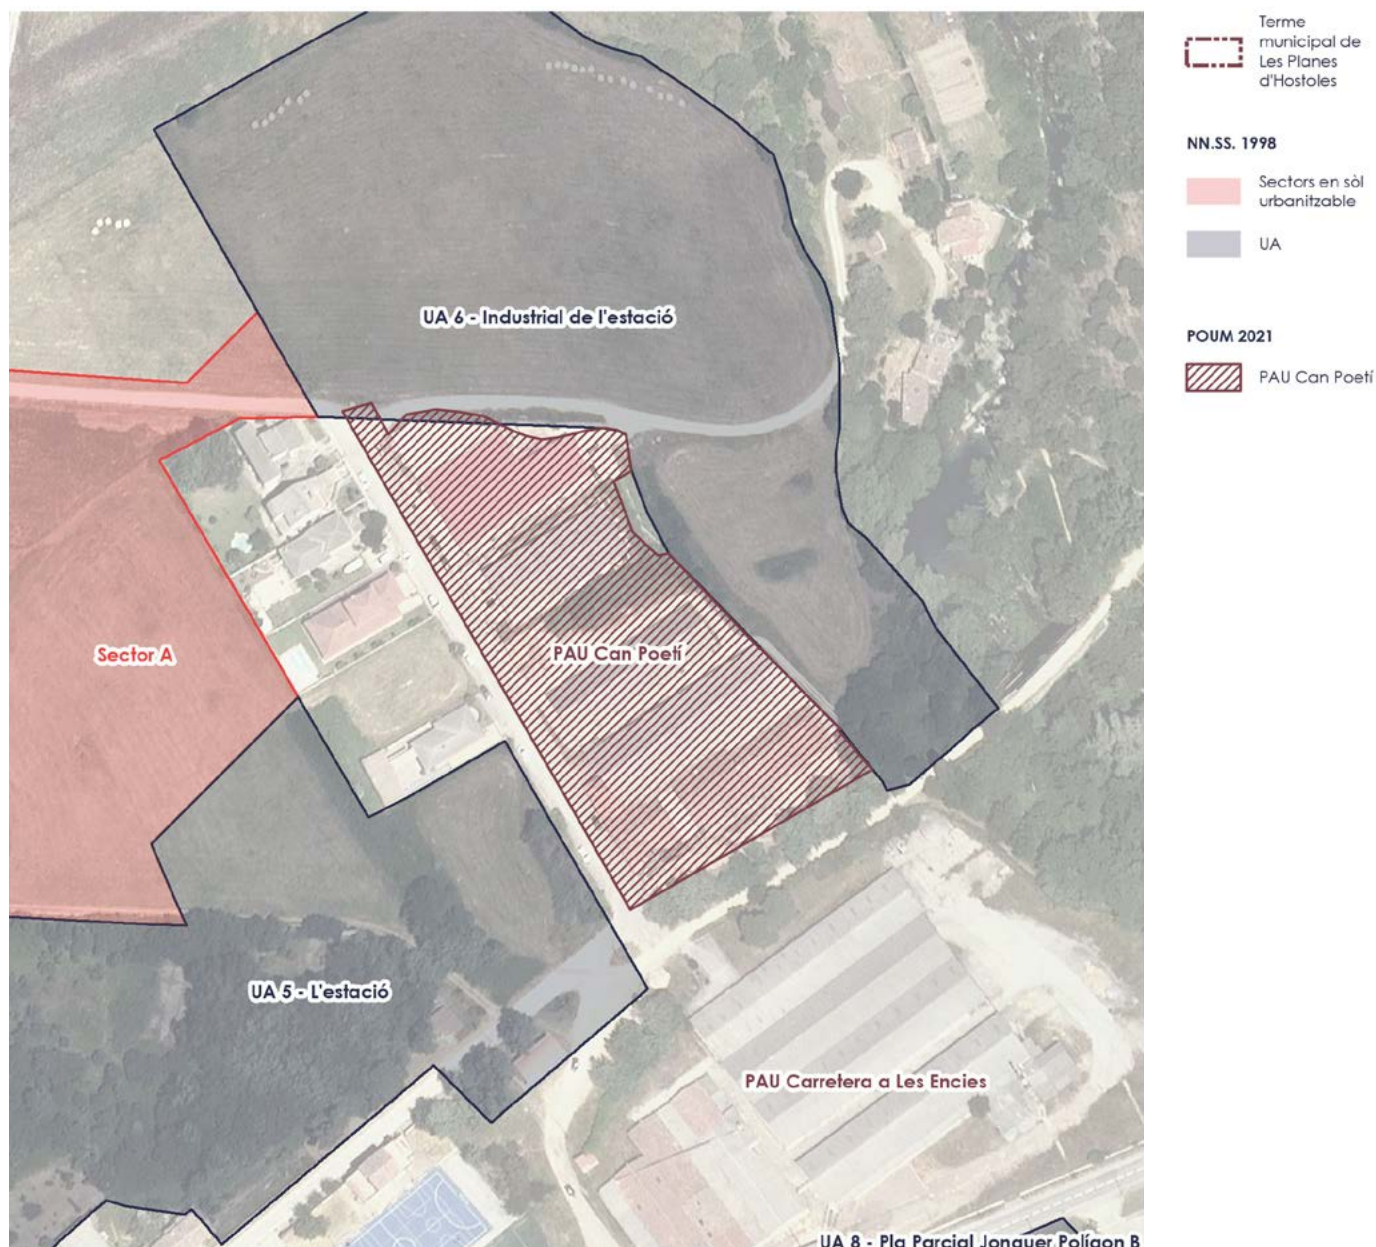 Terme
municipal de
Les Planes
d'Hostoles
NN.SS. 1998
Sectors en sòl
urbanitzable
UA
POUM 2021
PAU Can Poetí
UA 6 - Industrial de l'estació
Sector A
PAU Can Poetí
UA 5 - L'estació
PAU Carretera a Les Encies
UA 8 - Pla Parcial Jonquer Polígon B